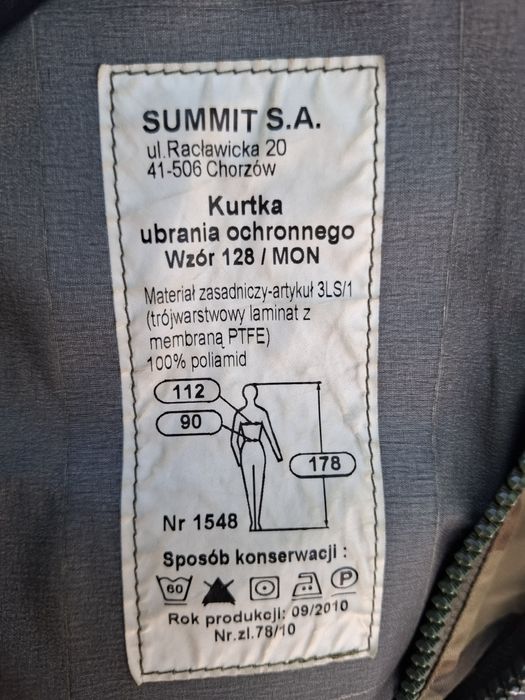 SUMMIT S.A.
ul.Racławicka 20
41-506 Chorzów
Kurtka
ubrania ochronnego
Wzór 128 / MON
Materiał zasadniczy-artykuł 3LS/1
(trójwarstwowy laminat z
membraną PTFE)
100% poliamid
112
90
178
Nr 1548
Sposób konserwacji :
60 P
Rok produkcji: 09/2010
Nr.zl.78/10